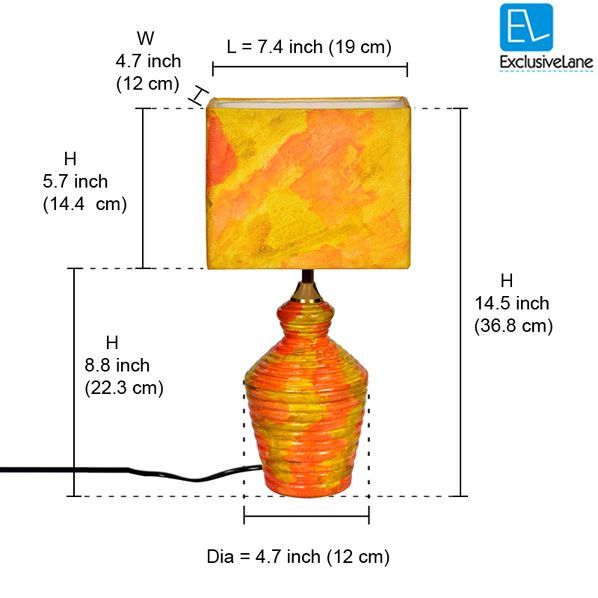 EL
ExclusiveLane
W
4.7 inch
(12 cm)
L = 7.4 inch (19 cm)
H
5.7 inch
(14.4 cm)
H
8.8 inch
(22.3 cm)
H
14.5 inch
(36.8 cm)
Dia = 4.7 inch (12 cm)